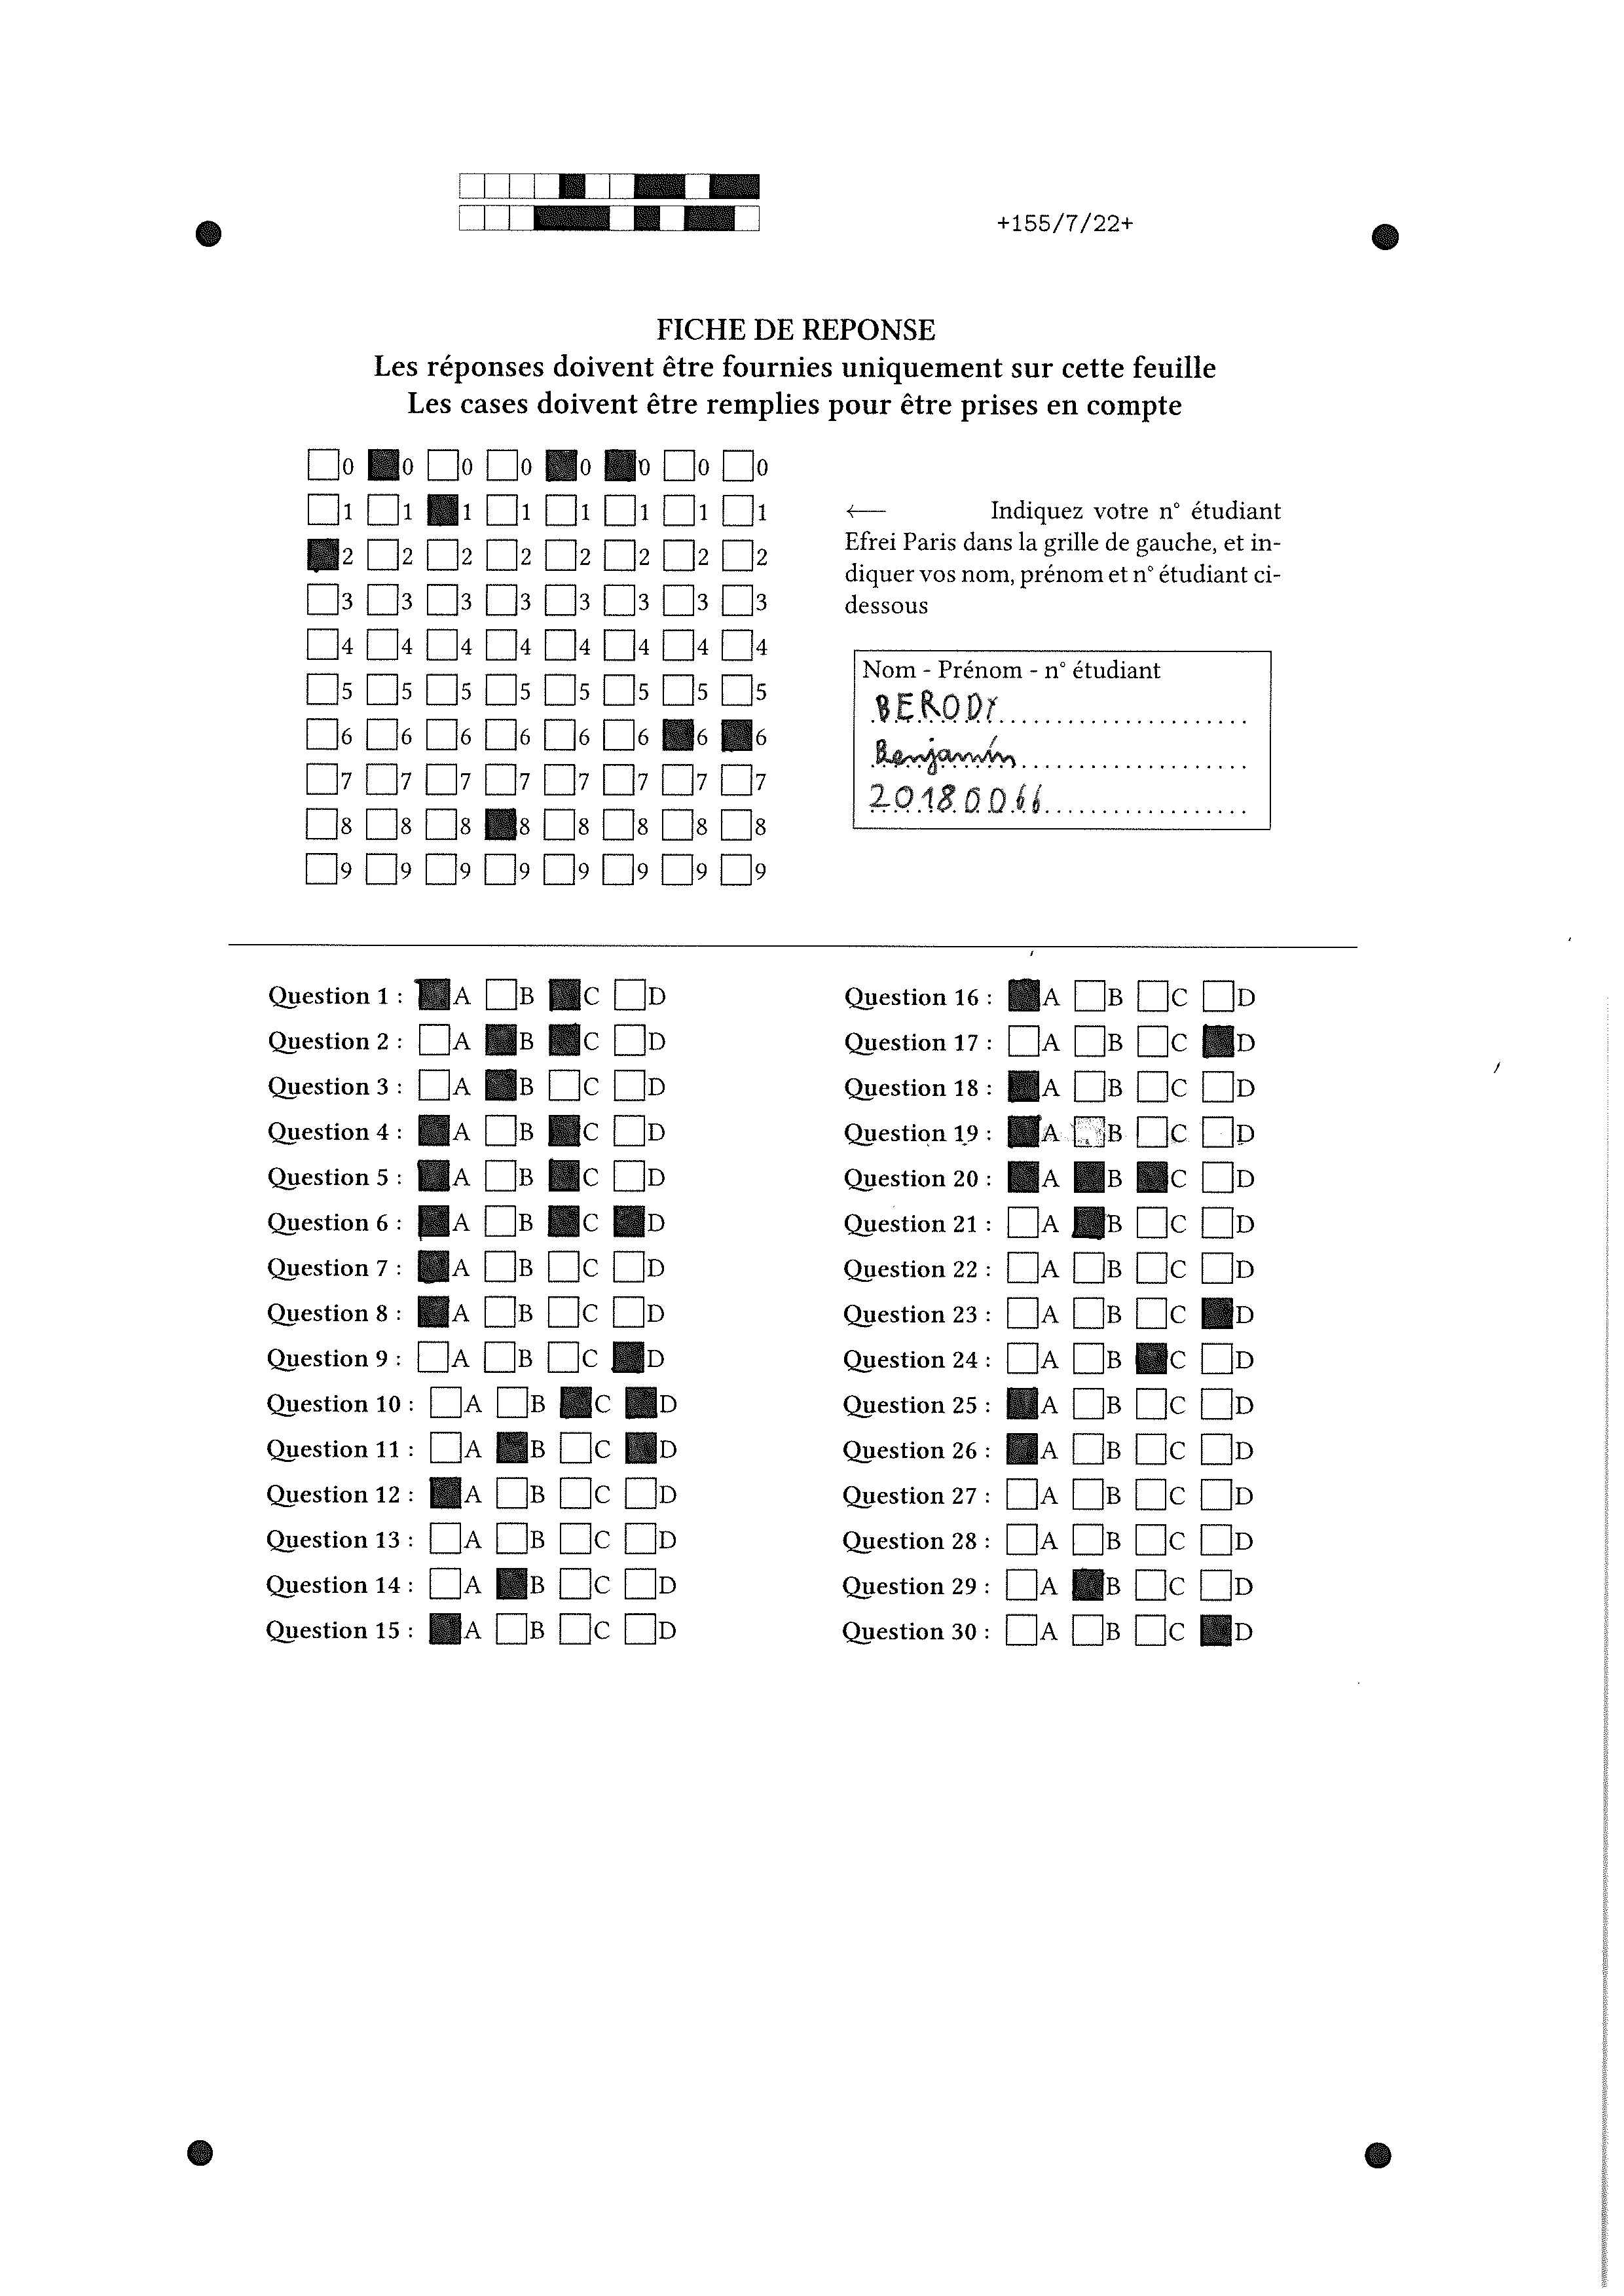 +155/7/22+
FICHE DE REPONSE
Les réponses doivent être fournies uniquement sur cette feuille
Les cases doivent être remplies pour être prises en compte
0 0 0 0 0 0 0 0
1 1 1 1 1 1 1 1
2 2 2 2 2 2 2 2
3 3 3 3 3 3 3 3
4 4 4 4 4 4 4 4
5 5 5 5 5 5 5 5
6 6 6 6 6 6 6 6
7 7 7 7 7 7 7 7
8 8 8 8 8 8 8 8
9 9 9 9 9 9 9 9
← Indiquez votre n° étudiant
Efrei Paris dans la grille de gauche, et in-
diquer vos nom, prénom et n° étudiant ci-
dessous
Nom - Prénom - n° étudiant
BERODY
Benjamin
20180066
Question 1 : A B C D
Question 2 : A B C D
Question 3 : A B C D
Question 4 : A B C D
Question 5 : A B C D
Question 6 : A B C D
Question 7 : A B C D
Question 8 : A B C D
Question 9 : A B C D
Question 10 : A B C D
Question 11 : A B C D
Question 12 : A B C D
Question 13 : A B C D
Question 14 : A B C D
Question 15 : A B C D
Question 16 : A B C D
Question 17 : A B C D
Question 18 : A B C D
Question 19 : A B C D
Question 20 : A B C D
Question 21 : A B C D
Question 22 : A B C D
Question 23 : A B C D
Question 24 : A B C D
Question 25 : A B C D
Question 26 : A B C D
Question 27 : A B C D
Question 28 : A B C D
Question 29 : A B C D
Question 30 : A B C D